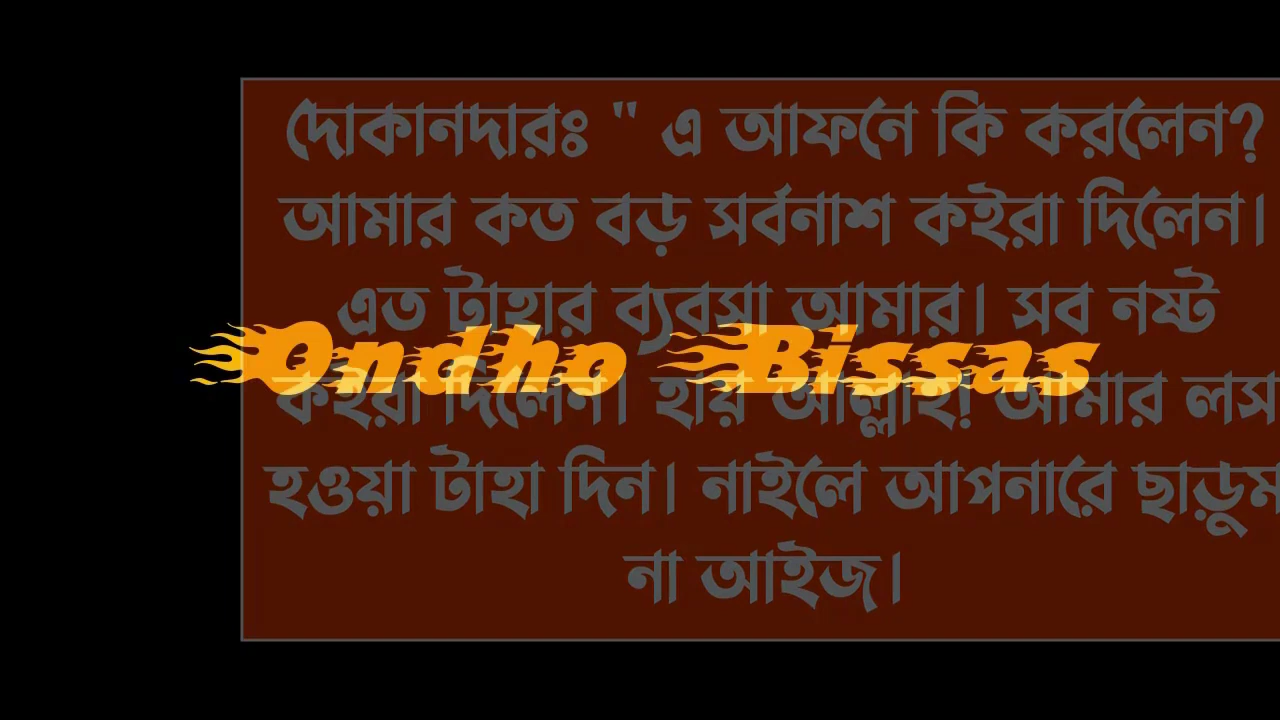 দোকানদারঃ " এ আফনে কি করলেন?
আমার কত বড় সর্বনাশ কইরা দিলেন।
এত টাহার ব্যবসা আমার। সব নষ্ট
Ondho Bissas
কইরা দিলেন। হায় আল্লাহ! আমার লস
হওয়া টাহা দিন। নাইলে আপনারে ছাড়ুম
না আইজ।